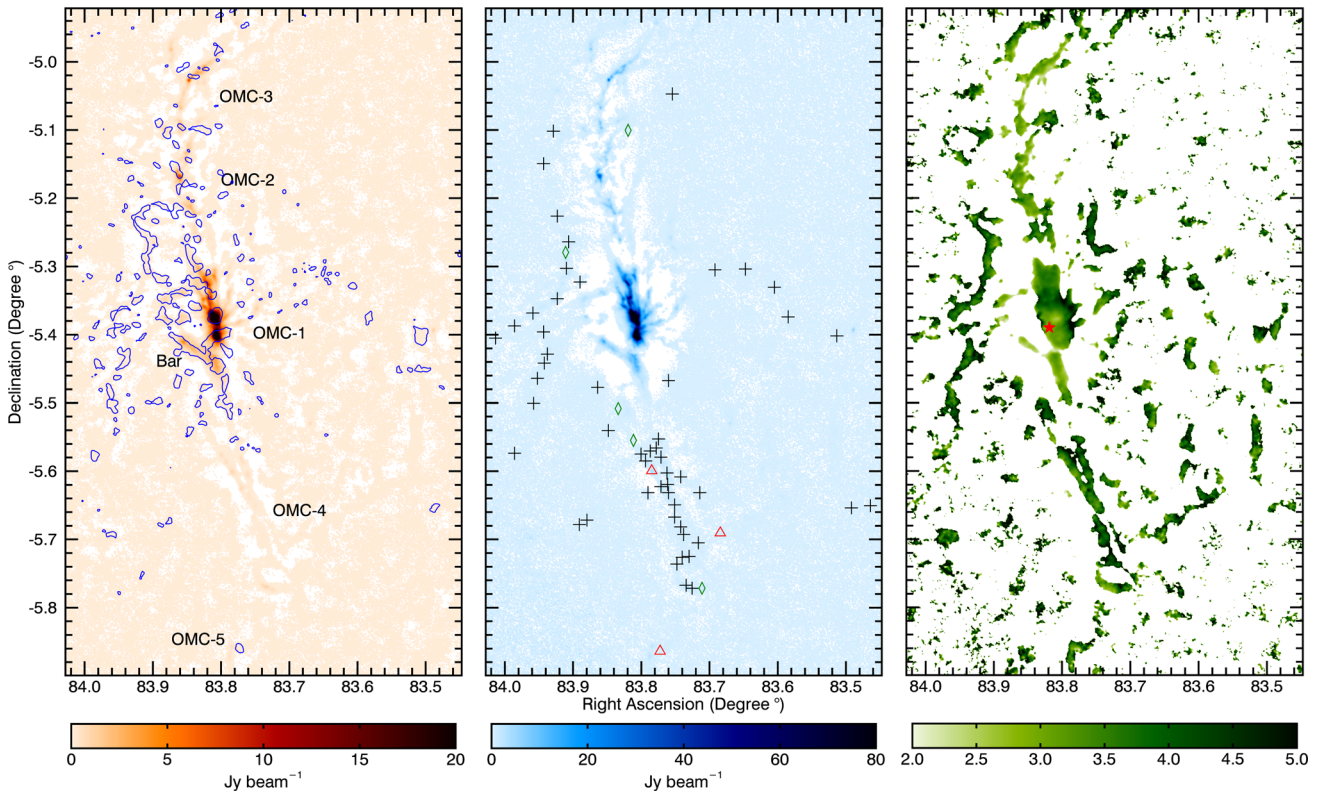 -5.0
-5.1
-5.2
-5.3
-5.4
-5.5
-5.6
-5.7
-5.8
Declination (Degree °)
OMC-3
OMC-2
OMC-1
Bar
OMC-4
OMC-5
84.0 83.9 83.8 83.7 83.6 83.5
84.0 83.9 83.8 83.7 83.6 83.5
84.0 83.9 83.8 83.7 83.6 83.5
Right Ascension (Degree °)
0 5 10 15 20
Jy beam⁻¹
0 20 40 60 80
Jy beam⁻¹
2.0 2.5 3.0 3.5 4.0 4.5 5.0